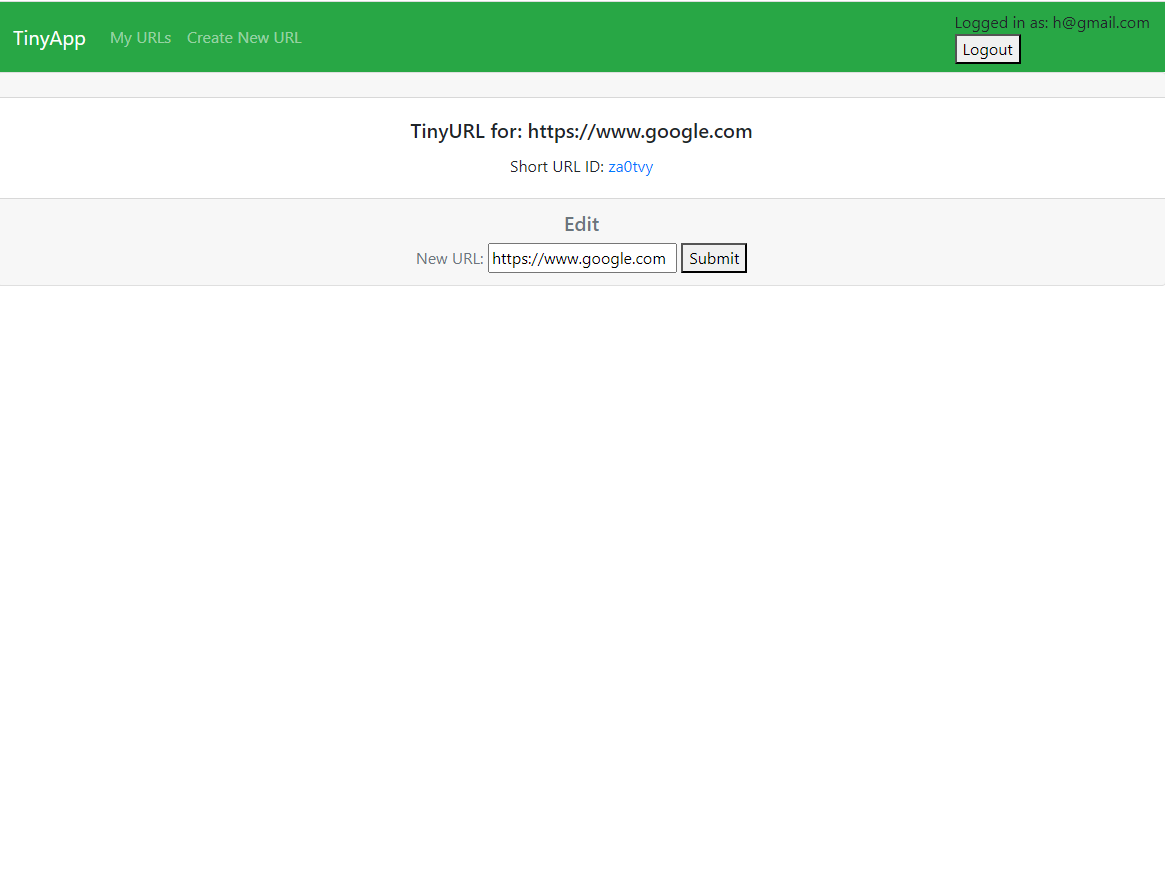 TinyApp My URLs Create New URL
Logged in as: h@gmail.com
Logout
TinyURL for: https://www.google.com
Short URL ID: za0tvy
Edit
New URL: https://www.google.com Submit